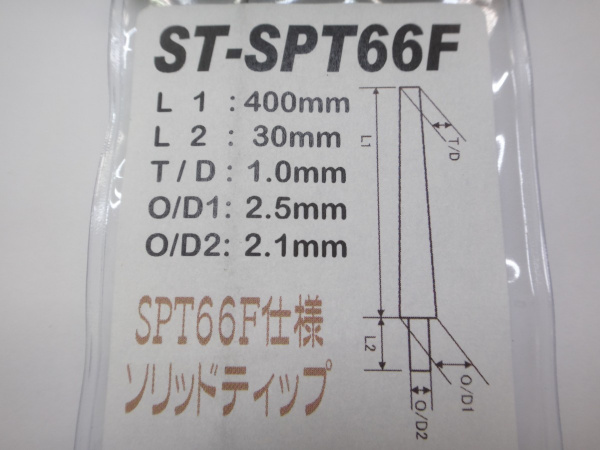 ST-SPT66F
L 1 : 400mm
L 2 : 30mm
T / D : 1.0mm
O/D1: 2.5mm
O/D2: 2.1mm
SPT66F仕様
ソリッドティップ
L1
T/D
L2
O/D1
O/D2